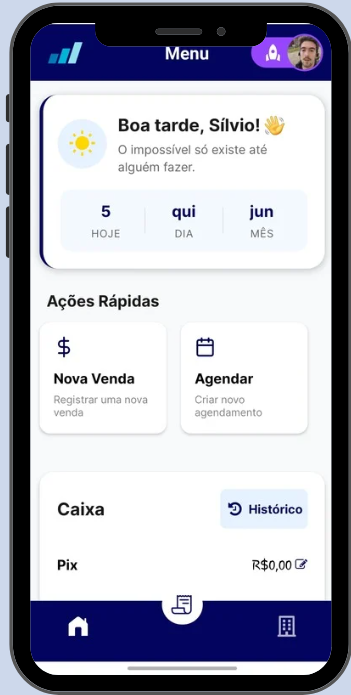 Menu
Boa tarde, Sílvio! 👋
O impossível só existe até
alguém fazer.
5 qui jun
HOJE DIA MÊS
Ações Rápidas
Nova Venda
Registrar uma nova
venda
Agendar
Criar novo
agendamento
Caixa
Histórico
Pix
R$0,00